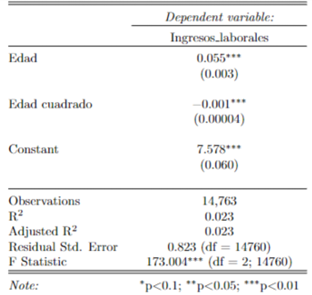 Dependent variable:
Ingresos_laborales
Edad 0.055***
(0.003)
Edad cuadrado −0.001***
(0.00004)
Constant 7.578***
(0.060)
Observations 14,763
R² 0.023
Adjusted R² 0.023
Residual Std. Error 0.823 (df = 14760)
F Statistic 173.004*** (df = 2; 14760)
Note: *p<0.1; **p<0.05; ***p<0.01